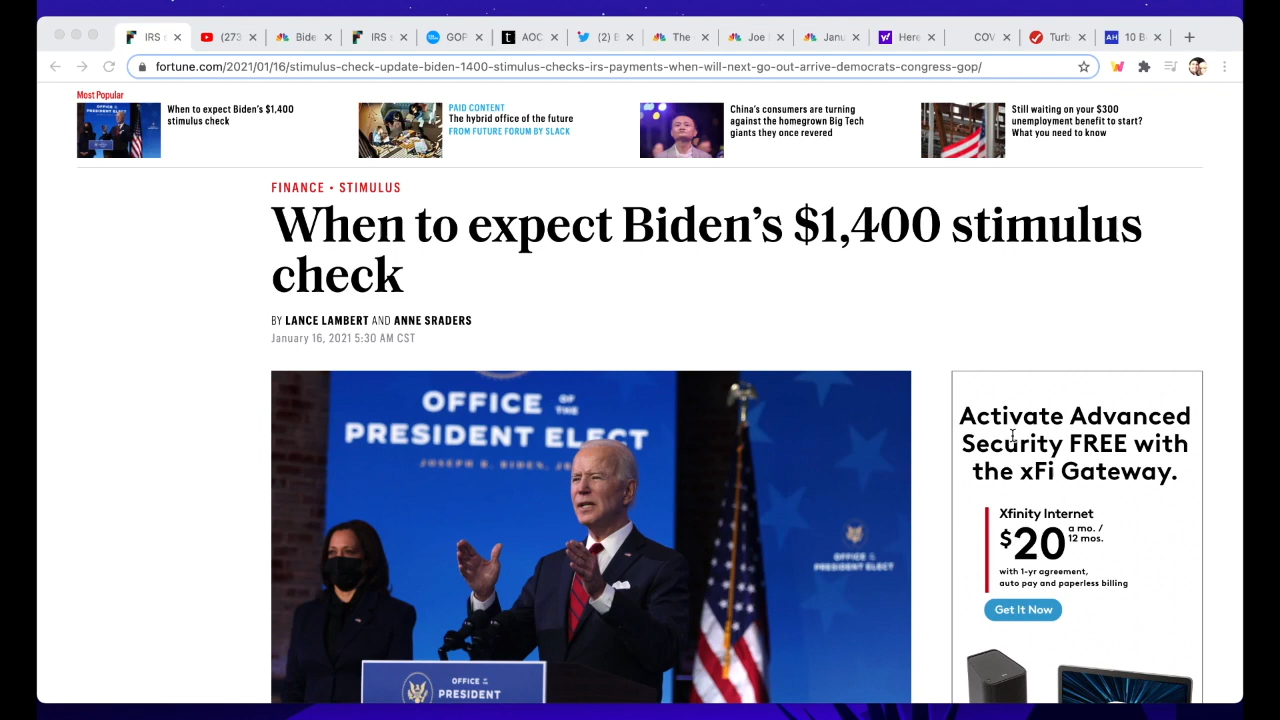 IRS
(273
Bide
IRS
GOP
AOC
(2) E
The
Joe
Janu
Here
COV
Turb
10 B
fortune.com/2021/01/16/stimulus-check-update-biden-1400-stimulus-checks-irs-payments-when-will-next-go-out-arrive-democrats-congress-gop/
Most Popular
When to expect Biden's $1,400
stimulus check
PAID CONTENT
The hybrid office of the future
FROM FUTURE FORUM BY SLACK
China's consumers are turning
against the homegrown Big Tech
giants they once revered
Still waiting on your $300
unemployment benefit to start?
What you need to know
FINANCE • STIMULUS
When to expect Biden's $1,400 stimulus
check
BY LANCE LAMBERT AND ANNE SRADERS
January 16, 2021 5:30 AM CST
OFFICE OF THE
PRESIDENT ELECT
JOSEPH R. BIDEN, JR
OFFICE OF THE
PRESIDENT ELECT
OFFICE OF THE
PRESIDENT
Activate Advanced
Security FREE with
the xFi Gateway.
Xfinity Internet
$20 a mo. /
12 mos.
with 1-yr agreement,
auto pay and paperless billing
Get It Now